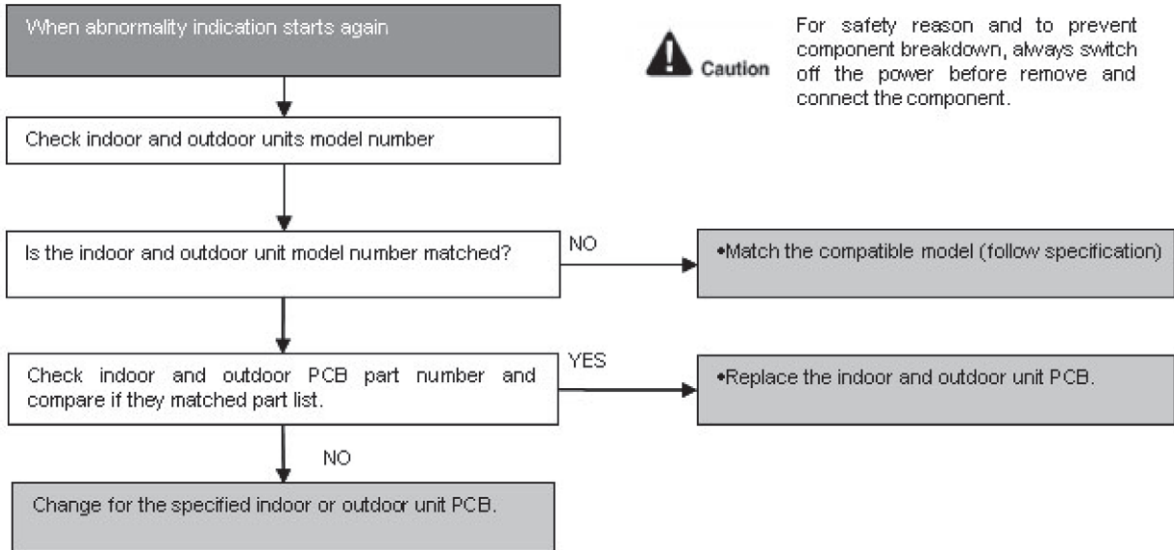 When abnormality indication starts again
For safety reason and to prevent
component breakdown, always switch
off the power before remove and
connect the component.
Caution
Check indoor and outdoor units model number
Is the indoor and outdoor unit model number matched?
NO
•Match the compatible model (follow specification)
Check indoor and outdoor PCB part number and
compare if they matched part list.
YES
•Replace the indoor and outdoor unit PCB.
NO
Change for the specified indoor or outdoor unit PCB.